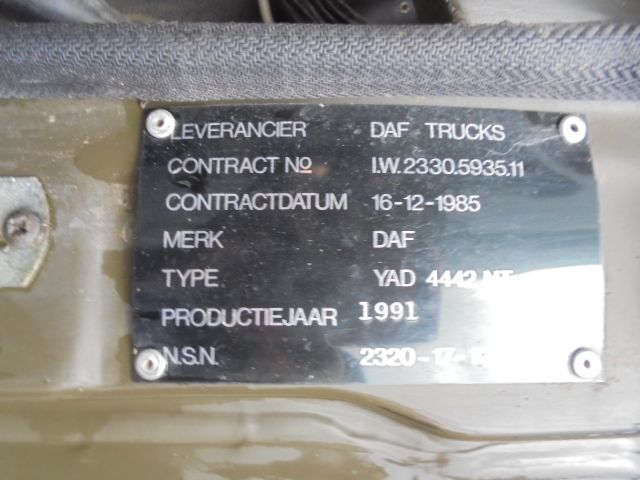 LEVERANCIER DAF TRUCKS
CONTRACT No I.W.2330.5935.11
CONTRACTDATUM 16-12-1985
MERK DAF
TYPE YAD 4442 NT
PRODUCTIEJAAR 1991
N.S.N. 2320-17-